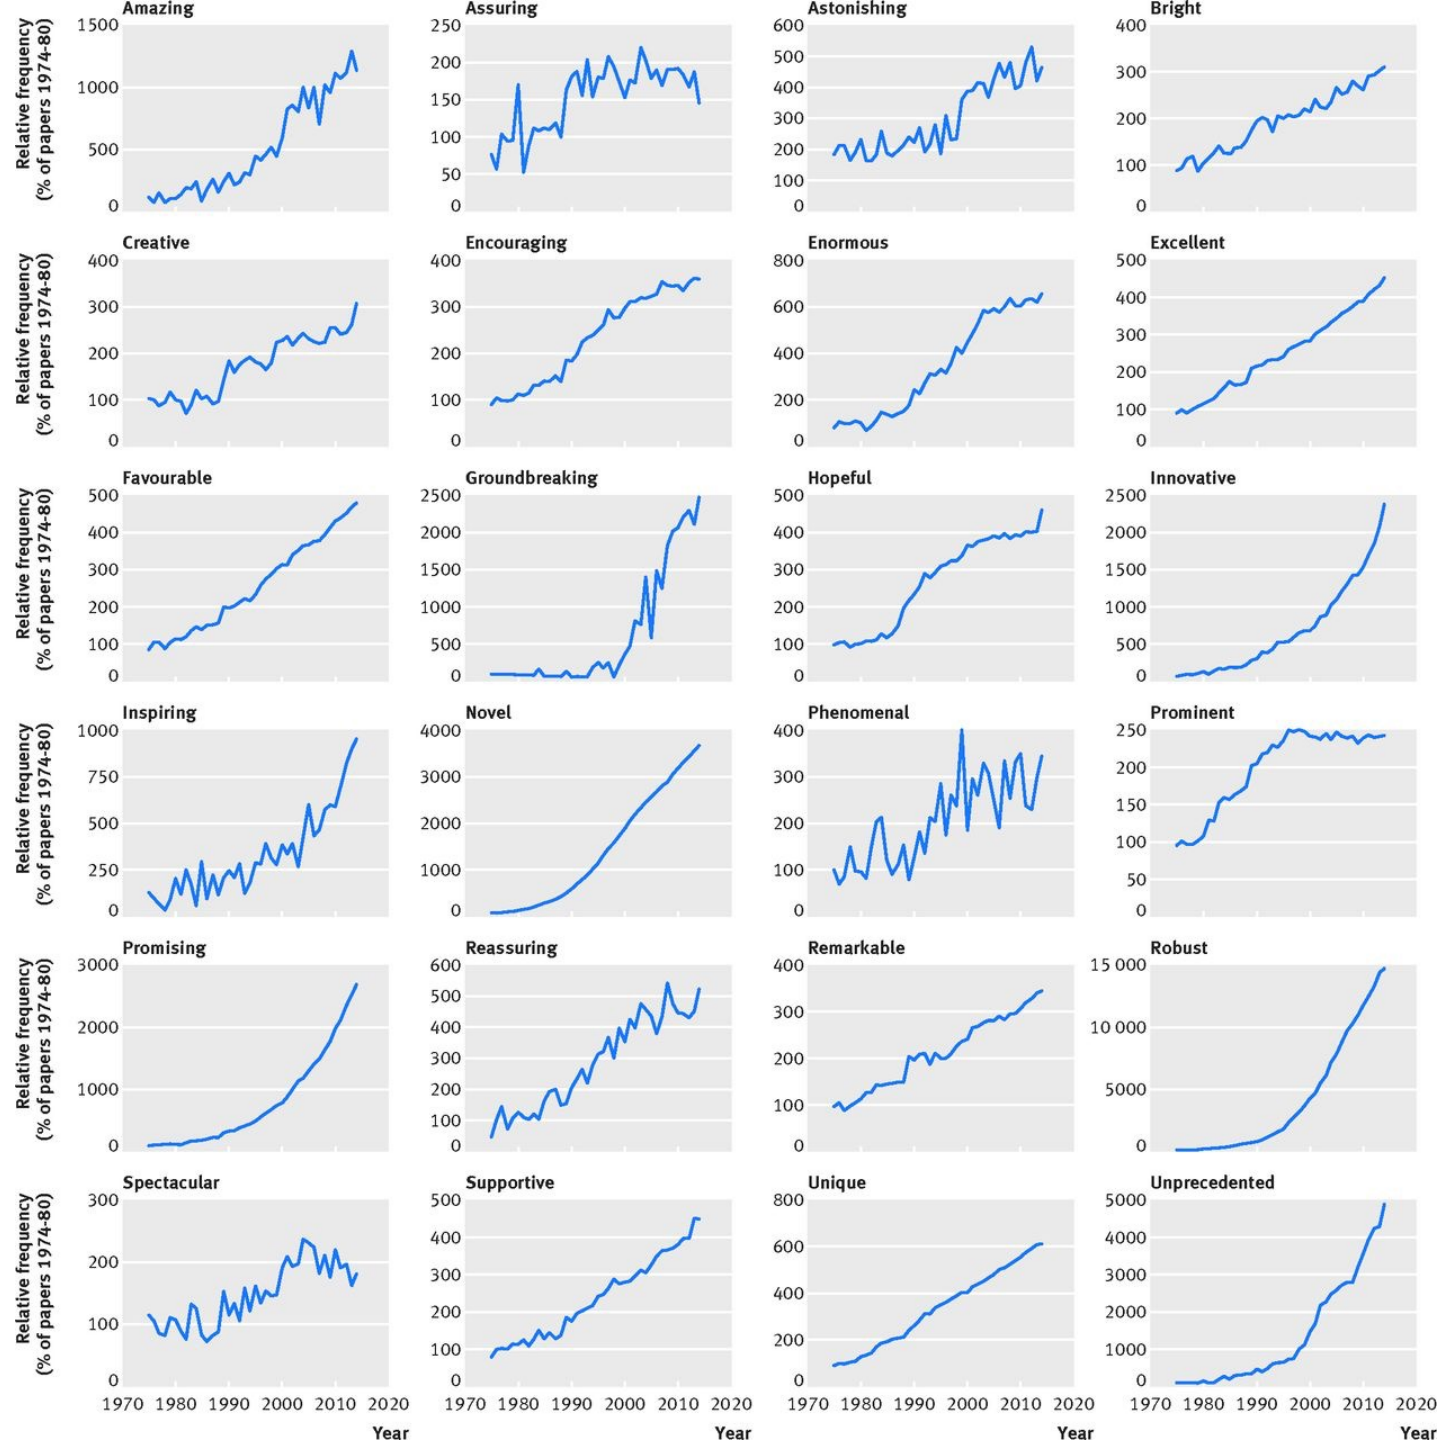 Amazing
Relative frequency
(% of papers 1974-80)
1500
1000
500
0
Assuring
250
200
150
100
50
0
Astonishing
600
500
400
300
200
100
0
Bright
400
300
200
100
0
Creative
Relative frequency
(% of papers 1974-80)
400
300
200
100
0
Encouraging
400
300
200
100
0
Enormous
800
600
400
200
0
Excellent
500
400
300
200
100
0
Favourable
Relative frequency
(% of papers 1974-80)
500
400
300
200
100
0
Groundbreaking
2500
2000
1500
1000
500
0
Hopeful
500
400
300
200
100
0
Innovative
2500
2000
1500
1000
500
0
Inspiring
Relative frequency
(% of papers 1974-80)
1000
750
500
250
0
Novel
4000
3000
2000
1000
0
Phenomenal
400
300
200
100
0
Prominent
250
200
150
100
50
0
Promising
Relative frequency
(% of papers 1974-80)
3000
2000
1000
0
Reassuring
600
500
400
300
200
100
0
Remarkable
400
300
200
100
0
Robust
15 000
10 000
5000
0
Spectacular
Relative frequency
(% of papers 1974-80)
300
200
100
0
1970 1980 1990 2000 2010 2020
Year
Supportive
500
400
300
200
100
0
1970 1980 1990 2000 2010 2020
Year
Unique
800
600
400
200
0
1970 1980 1990 2000 2010 2020
Year
Unprecedented
5000
4000
3000
2000
1000
0
1970 1980 1990 2000 2010 2020
Year